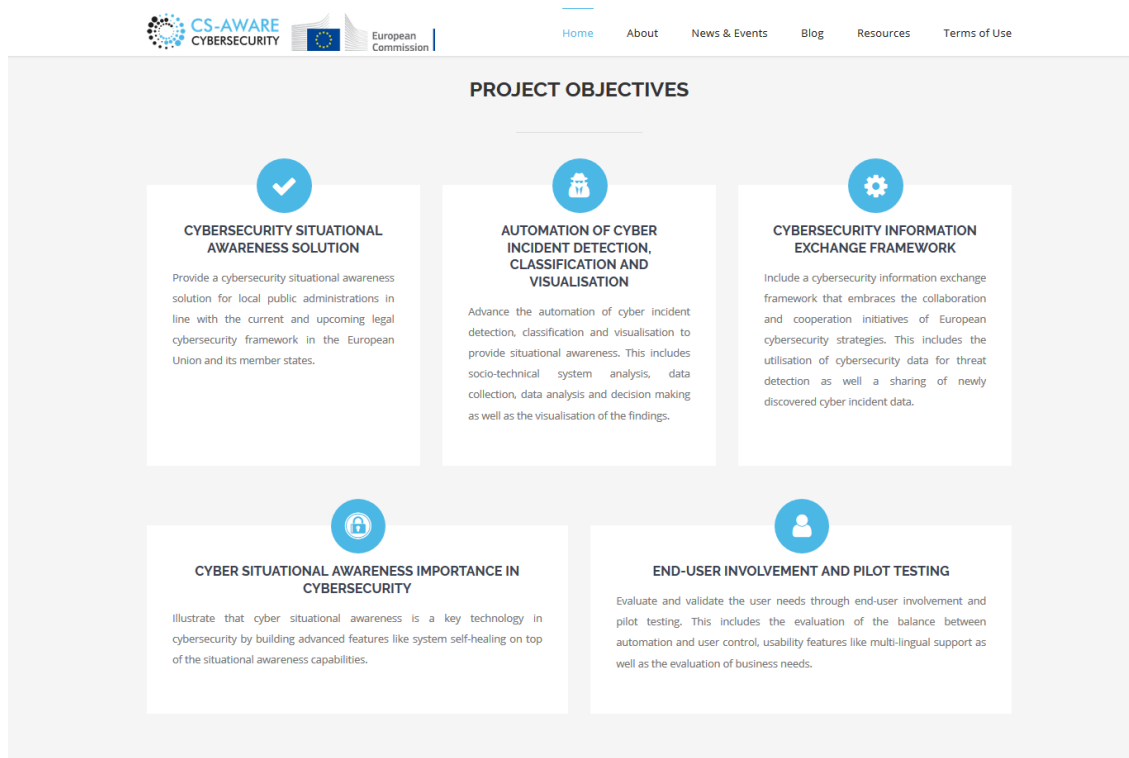 CS-AWARE
CYBERSECURITY
European
Commission
Home About News & Events Blog Resources Terms of Use
PROJECT OBJECTIVES
CYBERSECURITY SITUATIONAL
AWARENESS SOLUTION
Provide a cybersecurity situational awareness
solution for local public administrations in
line with the current and upcoming legal
cybersecurity framework in the European
Union and its member states.
AUTOMATION OF CYBER
INCIDENT DETECTION,
CLASSIFICATION AND
VISUALISATION
Advance the automation of cyber incident
detection, classification and visualisation to
provide situational awareness. This includes
socio-technical system analysis, data
collection, data analysis and decision making
as well as the visualisation of the findings.
CYBERSECURITY INFORMATION
EXCHANGE FRAMEWORK
Include a cybersecurity information exchange
framework that embraces the collaboration
and cooperation initiatives of European
cybersecurity strategies. This includes the
utilisation of cybersecurity data for threat
detection as well a sharing of newly
discovered cyber incident data.
CYBER SITUATIONAL AWARENESS IMPORTANCE IN
CYBERSECURITY
Illustrate that cyber situational awareness is a key technology in
cybersecurity by building advanced features like system self-healing on top
of the situational awareness capabilities.
END-USER INVOLVEMENT AND PILOT TESTING
Evaluate and validate the user needs through end-user involvement and
pilot testing. This includes the evaluation of the balance between
automation and user control, usability features like multi-lingual support as
well as the evaluation of business needs.